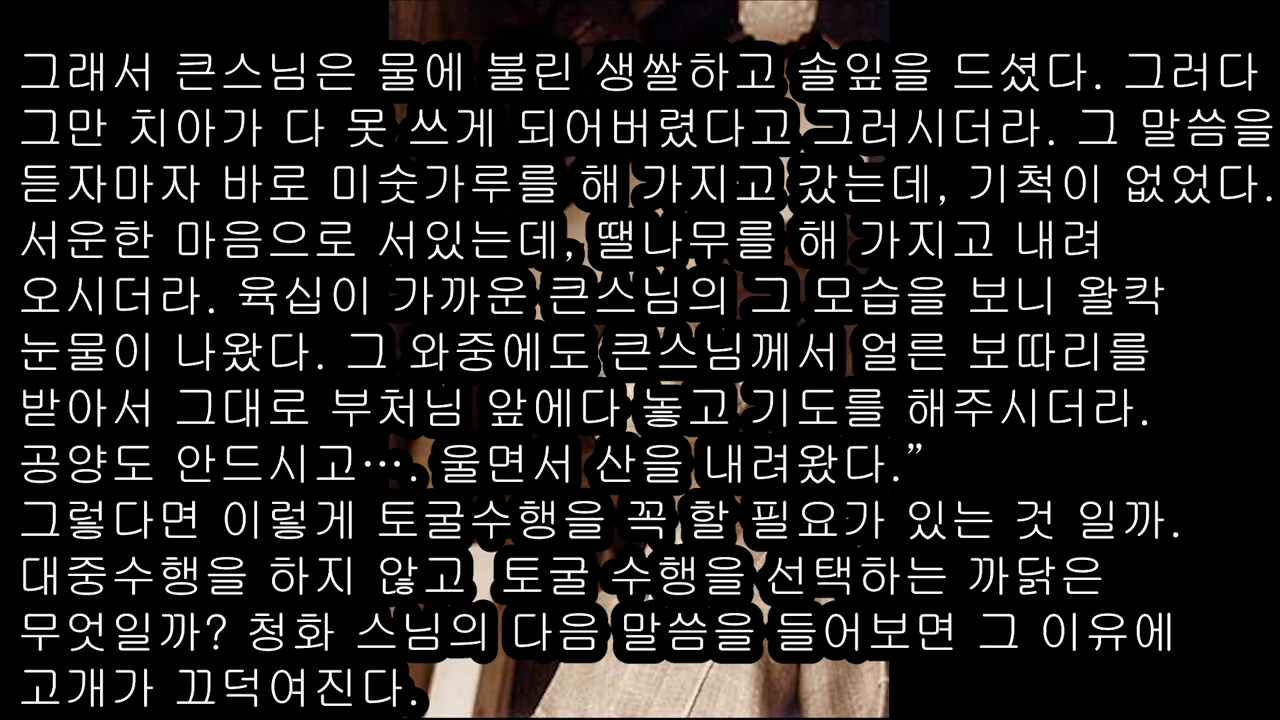 그래서 큰스님은 물에 불린 생쌀하고 솔잎을 드셨다. 그러다
그만 치아가 다 못 쓰게 되어버렸다고 그러시더라. 그 말씀을
듣자마자 바로 미숫가루를 해 가지고 갔는데, 기척이 없었다.
서운한 마음으로 서있는데, 땔나무를 해 가지고 내려
오시더라. 육십이 가까운 큰스님의 그 모습을 보니 왈칵
눈물이 나왔다. 그 와중에도 큰스님께서 얼른 보따리를
받아서 그대로 부처님 앞에다 놓고 기도를 해주시더라.
공양도 안드시고…. 울면서 산을 내려왔다.”
그렇다면 이렇게 토굴수행을 꼭 할 필요가 있는 것 일까.
대중수행을 하지 않고 토굴 수행을 선택하는 까닭은
무엇일까? 청화 스님의 다음 말씀을 들어보면 그 이유에
고개가 끄덕여진다.